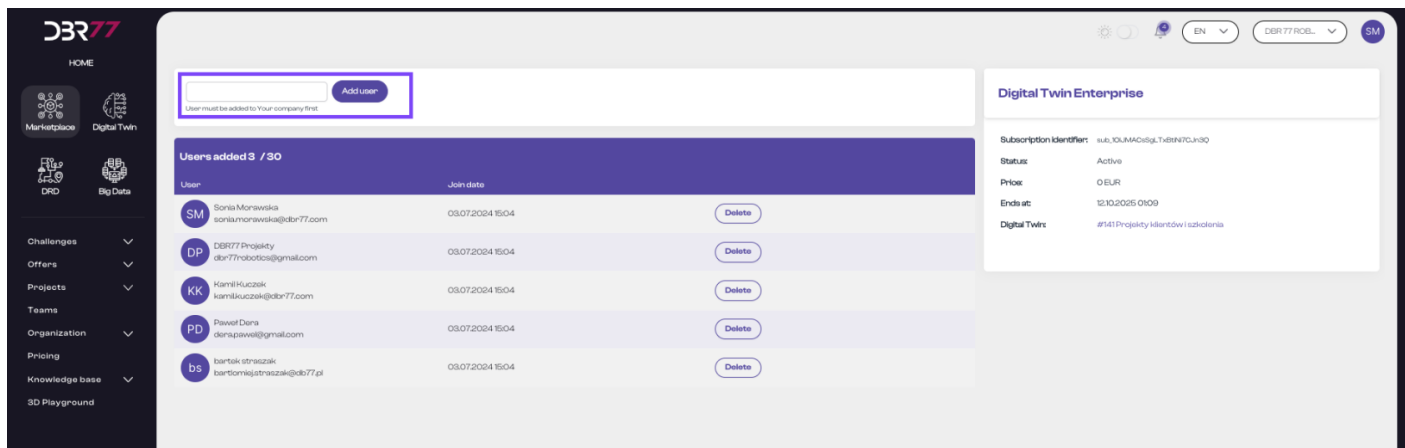 DBR77
HOME
Marketplace
Digital Twin
DRD
Big Data
Challenges
Offers
Projects
Teams
Organization
Pricing
Knowledge base
3D Playground
4
EN
DBR77 ROB...
SM
Add user
User must be added to Your company first.
Users added 3 / 30
User
Join date
SM
Sonia Morawska
sonia.morawska@dbr77.com
03.07.2024 15:04
Delete
DP
DBR77 Projekty
dbr77robotics@gmail.com
03.07.2024 15:04
Delete
KK
Kamil Kuczek
kamil.kuczek@dbr77.com
03.07.2024 15:04
Delete
PD
Paweł Dera
dera.pawel@gmail.com
03.07.2024 15:04
Delete
bs
bartek straszak
bartlomiej.straszak@db77.pl
03.07.2024 15:04
Delete
Digital Twin Enterprise
Subscription identifier:
Status: Active
Price: 0 EUR
Ends at: 12.10.2025 01:09
Digital Twin: #141 Projekty klientów i szkolenia